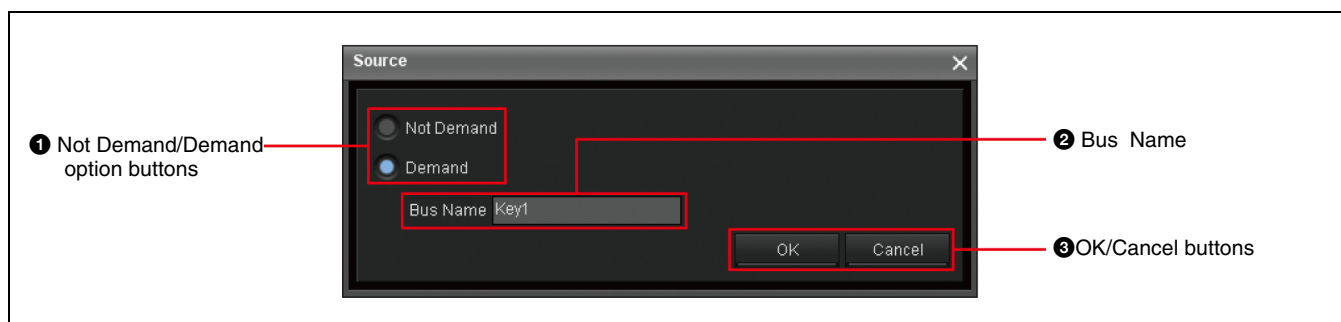 Source
Not Demand
❶ Not Demand/Demand
option buttons
❷ Bus Name
Demand
Bus Name Key1
OK Cancel
❸OK/Cancel buttons